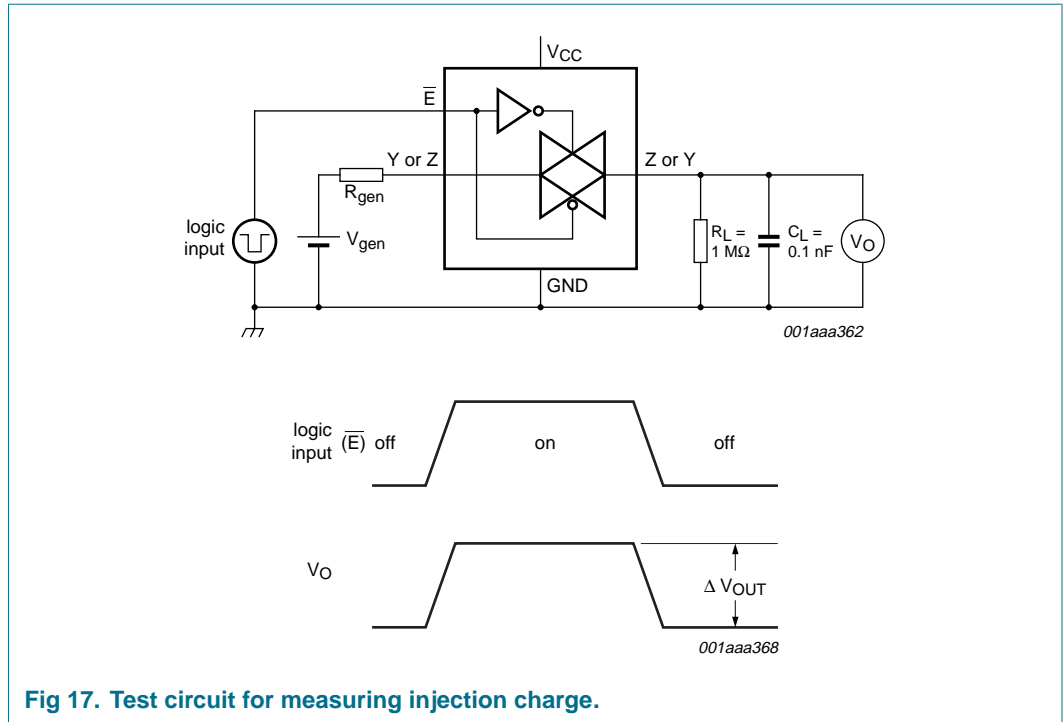 VCC
E̅
Y or Z
Z or Y
Rgen
logic
input
Vgen
RL =
1 MΩ
CL =
0.1 nF
VO
GND
001aaa362
logic
input
(E̅) off
on
off
VO
Δ VOUT
001aaa368
Fig 17. Test circuit for measuring injection charge.